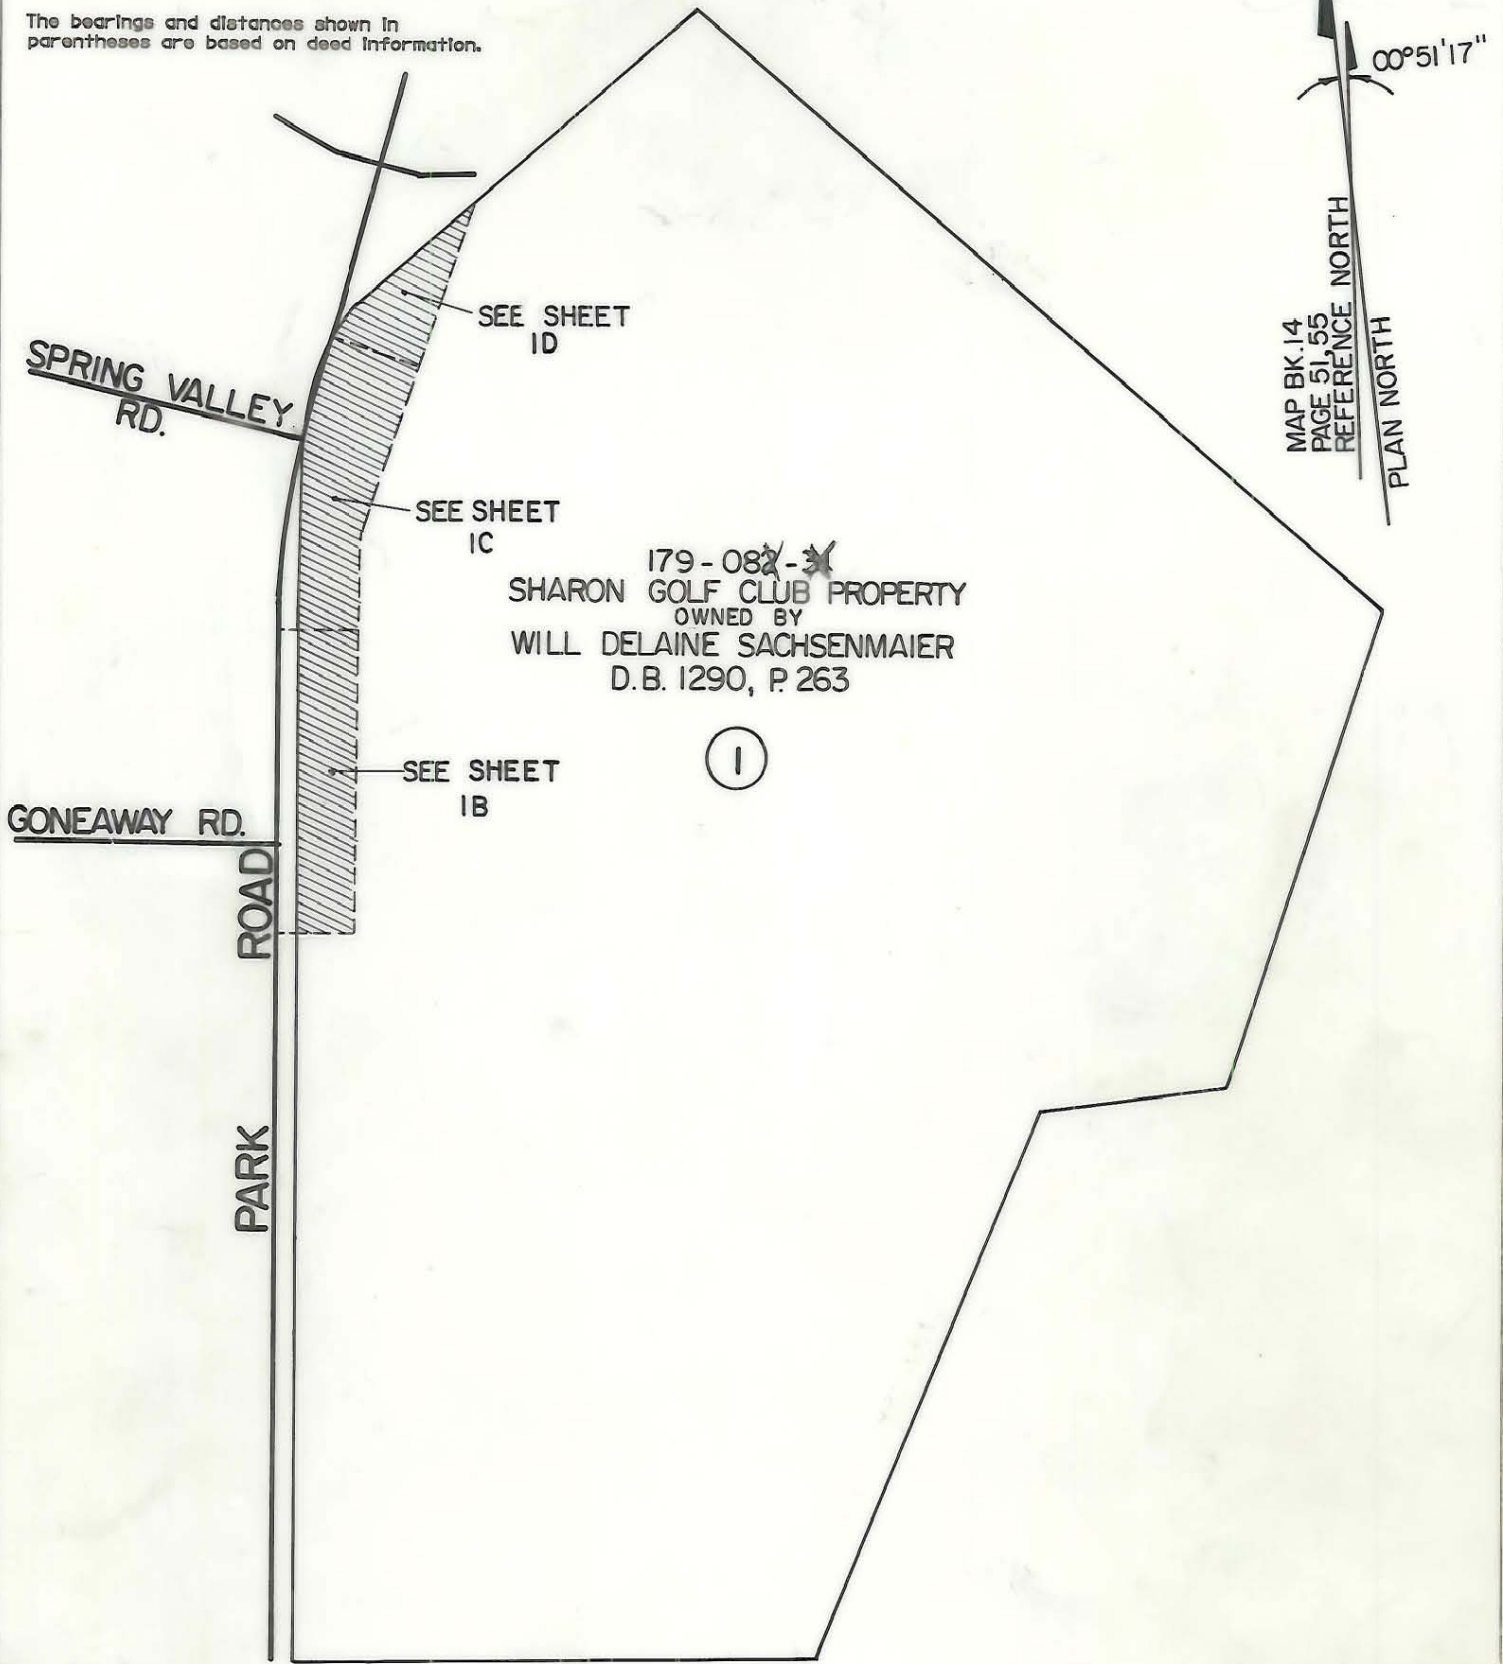 The bearings and distances shown in
parentheses are based on deed information.
00°51'17"
MAP BK.14
PAGE 51,55
REFERENCE NORTH
PLAN NORTH
SEE SHEET
1D
SPRING VALLEY
RD.
SEE SHEET
1C
179-08
SHARON GOLF CLUB PROPERTY
OWNED BY
WILL DELAINE SACHSENMAIER
D.B. 1290, P. 263
1
SEE SHEET
1B
GONEAWAY RD.
PARK ROAD